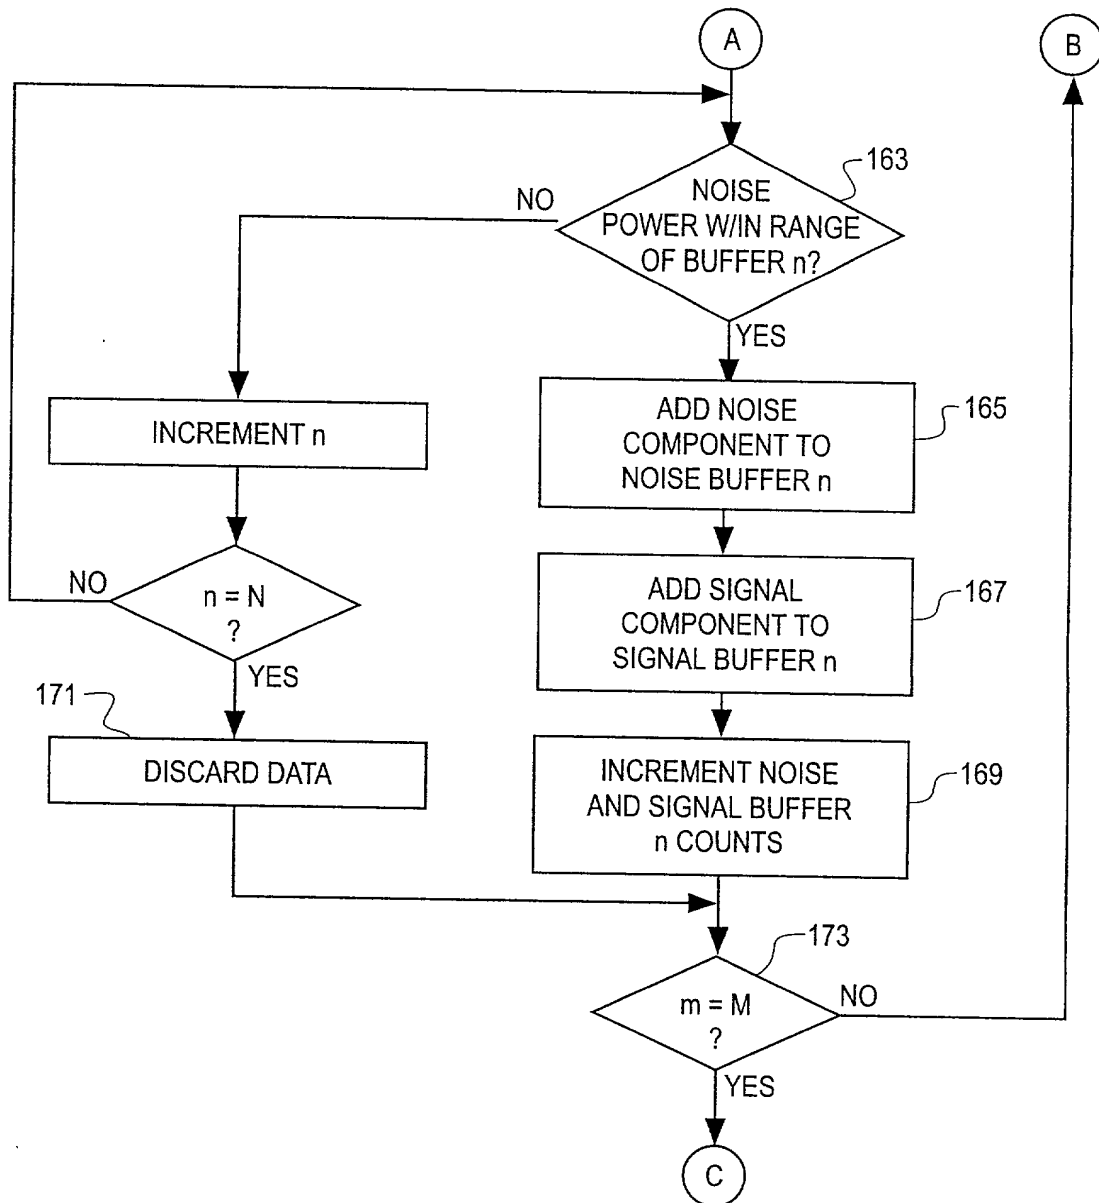 A
B
163
NOISE
POWER W/IN RANGE
OF BUFFER n?
NO
YES
INCREMENT n
ADD NOISE
COMPONENT TO
NOISE BUFFER n
165
n = N
?
NO
YES
ADD SIGNAL
COMPONENT TO
SIGNAL BUFFER n
167
171
DISCARD DATA
INCREMENT NOISE
AND SIGNAL BUFFER
n COUNTS
169
173
m = M
?
NO
YES
C